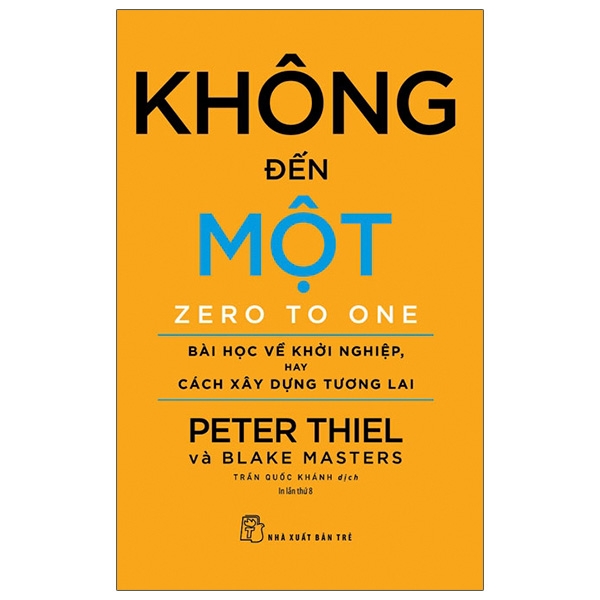 KHÔNG
ĐẾN
MỘT
ZERO TO ONE
BÀI HỌC VỀ KHỞI NGHIỆP,
HAY
CÁCH XÂY DỰNG TƯƠNG LAI
PETER THIEL
và BLAKE MASTERS
TRẦN QUỐC KHÁNH dịch
In lần thứ 8
NHÀ XUẤT BẢN TRẺ